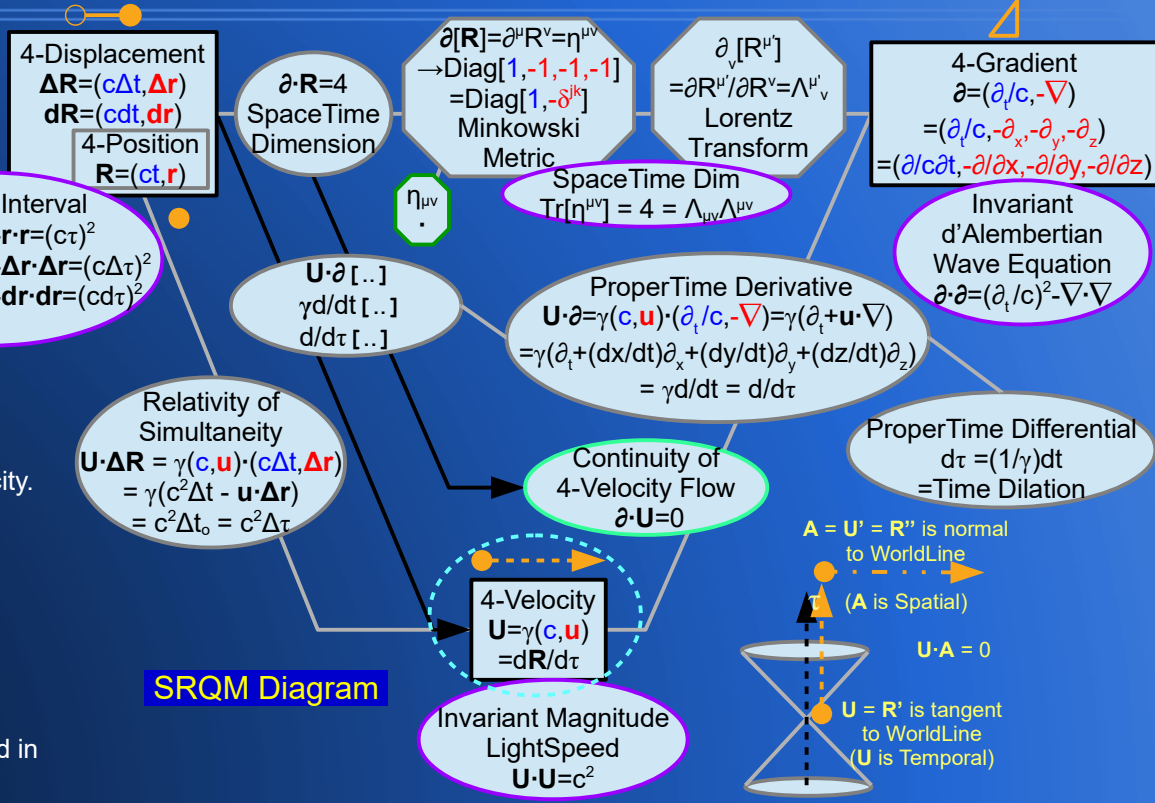 4-Displacement
ΔR=(cΔt,Δr)
dR=(cdt,dr)
4-Position
R=(ct,r)
∂·R=4
SpaceTime
Dimension
∂[R]=∂^μR^ν=η^μν
→Diag[1,-1,-1,-1]
=Diag[1,-δ^jk]
Minkowski
Metric
∂_ν[R^μ']
=∂R^μ'/∂R^ν=Λ^μ'_ν
Lorentz
Transform
4-Gradient
∂=(∂_t/c,-∇)
=(∂_t/c,-∂_x,-∂_y,-∂_z)
=(∂/c∂t,-∂/∂x,-∂/∂y,-∂/∂z)
Interval
r·r=(cτ)²
Δr·Δr=(cΔτ)²
dr·dr=(cdτ)²
η_μν
·
SpaceTime Dim
Tr[η^μν] = 4 = Λ_μνΛ^μν
Invariant
d'Alembertian
Wave Equation
∂·∂=(∂_t/c)²-∇·∇
U·∂[..]
γd/dt[..]
d/dτ[..]
ProperTime Derivative
U·∂=γ(c,u)·(∂_t/c,-∇)=γ(∂_t+u·∇)
=γ(∂_t+(dx/dt)∂_x+(dy/dt)∂_y+(dz/dt)∂_z)
= γd/dt = d/dτ
Relativity of
Simultaneity
U·ΔR = γ(c,u)·(cΔt,Δr)
= γ(c²Δt - u·Δr)
= c²Δt_o = c²Δτ
ProperTime Differential
dτ =(1/γ)dt
=Time Dilation
city.
Continuity of
4-Velocity Flow
∂·U=0
A = U' = R'' is normal
to WorldLine
τ
(A is Spatial)
4-Velocity
U=γ(c,u)
=dR/dτ
U·A = 0
SRQM Diagram
Invariant Magnitude
LightSpeed
U·U=c²
U = R' is tangent
to WorldLine
(U is Temporal)
d in